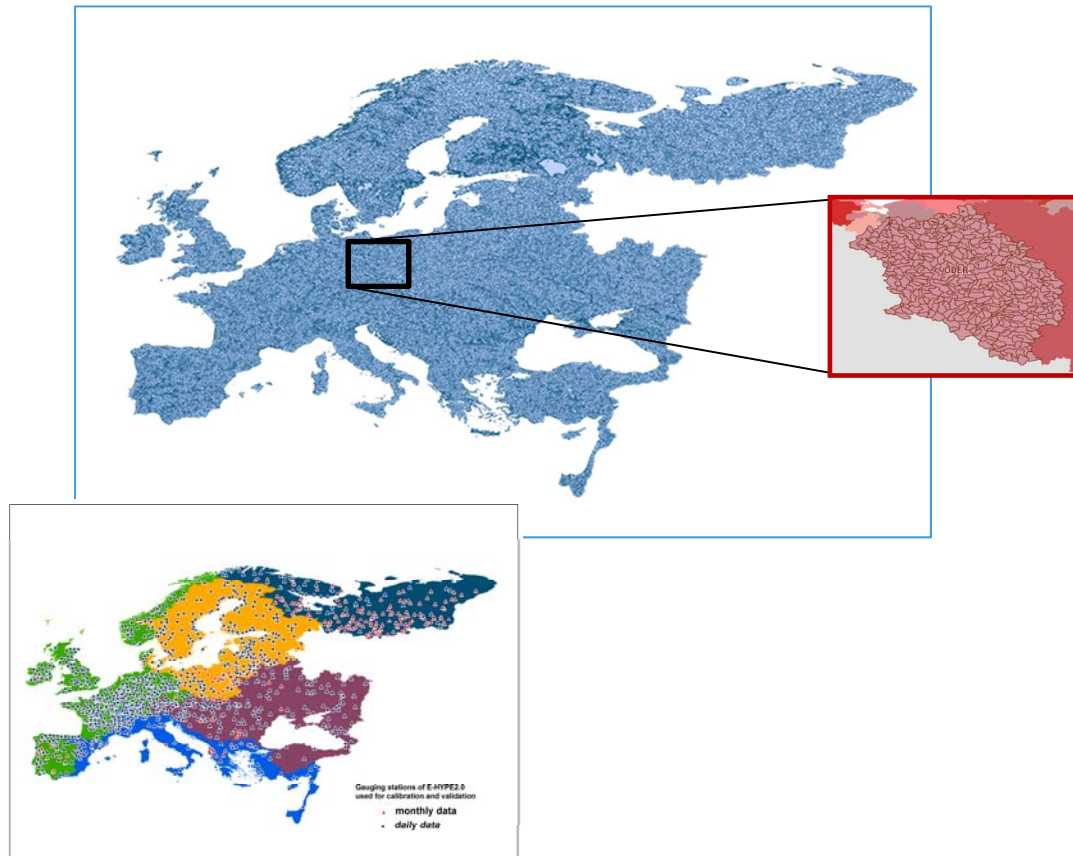 ODER
Gauging stations of E-HYPE2.0
used for calibration and validation
monthly data
daily data